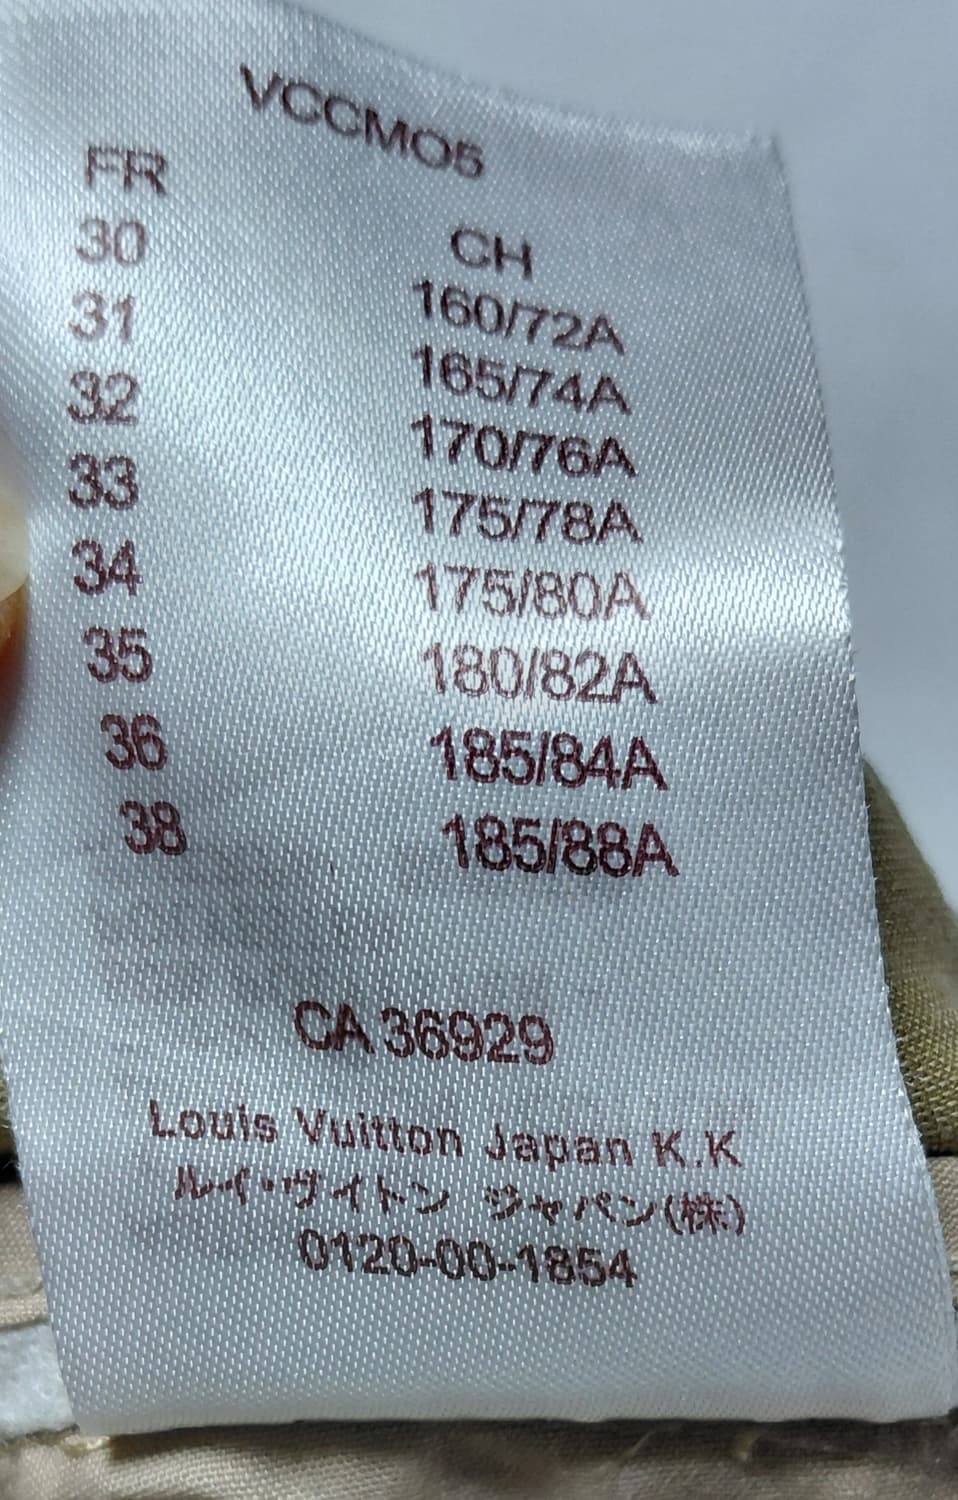 VCCMO5
FR CH
30 160/72A
31 165/74A
32 170/76A
33 175/78A
34 175/80A
35 180/82A
36 185/84A
38 185/88A
CA 36929
Louis Vuitton Japan K.K
ルイ・ヴィトン ジャパン(株)
0120-00-1854